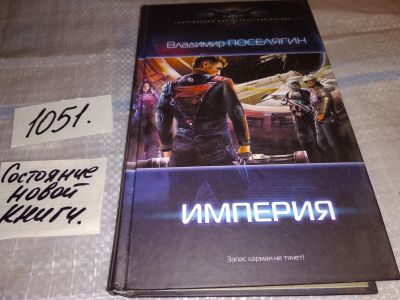 Владимир ПОСЕЛЯГИН
1051.
Состояние
новой
книги.
ИМПЕРИЯ
Запас карман не тянет!